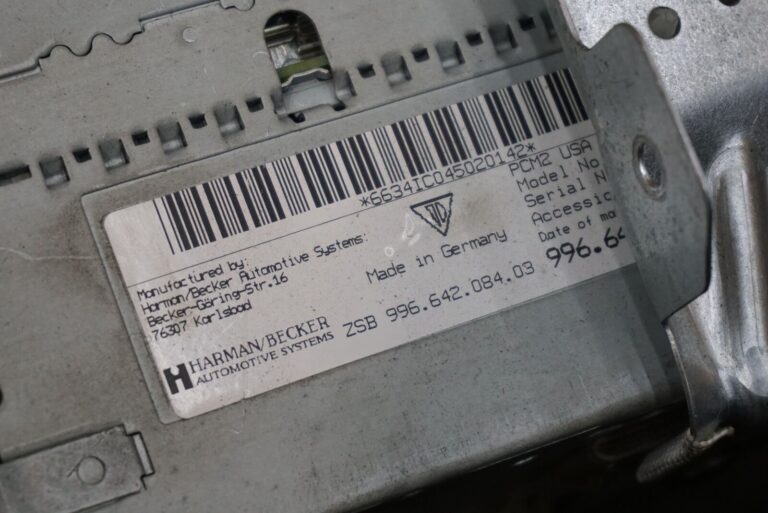 *6634IC045020142*
PCM2 USA
Model No
Serial N
Accessic
Date of ma
996.64
Manufactured by:
Harman/Becker Automotive Systems:
Becker-Göring-Str.16
76307 Karlsbad
Made in Germany
ZSB 996.642.084.03
HARMAN/BECKER
AUTOMOTIVE SYSTEMS